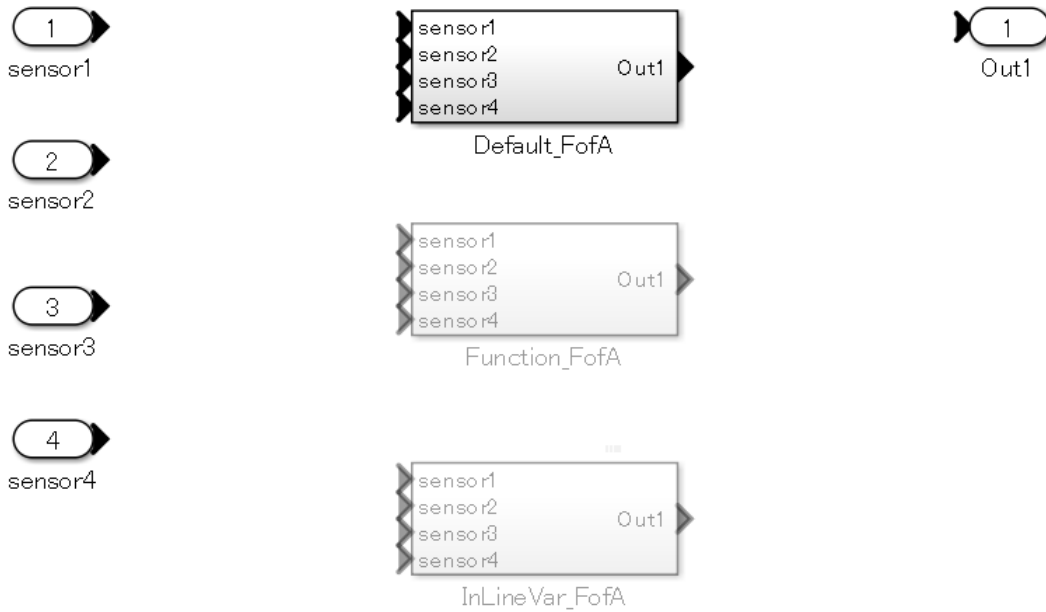 1
sensor1
2
sensor2
3
sensor3
4
sensor4
sensor1
sensor2
sensor3
sensor4
Out1
Default_FofA
sensor1
sensor2
sensor3
sensor4
Out1
Function_FofA
sensor1
sensor2
sensor3
sensor4
Out1
InLineVar_FofA
1
Out1